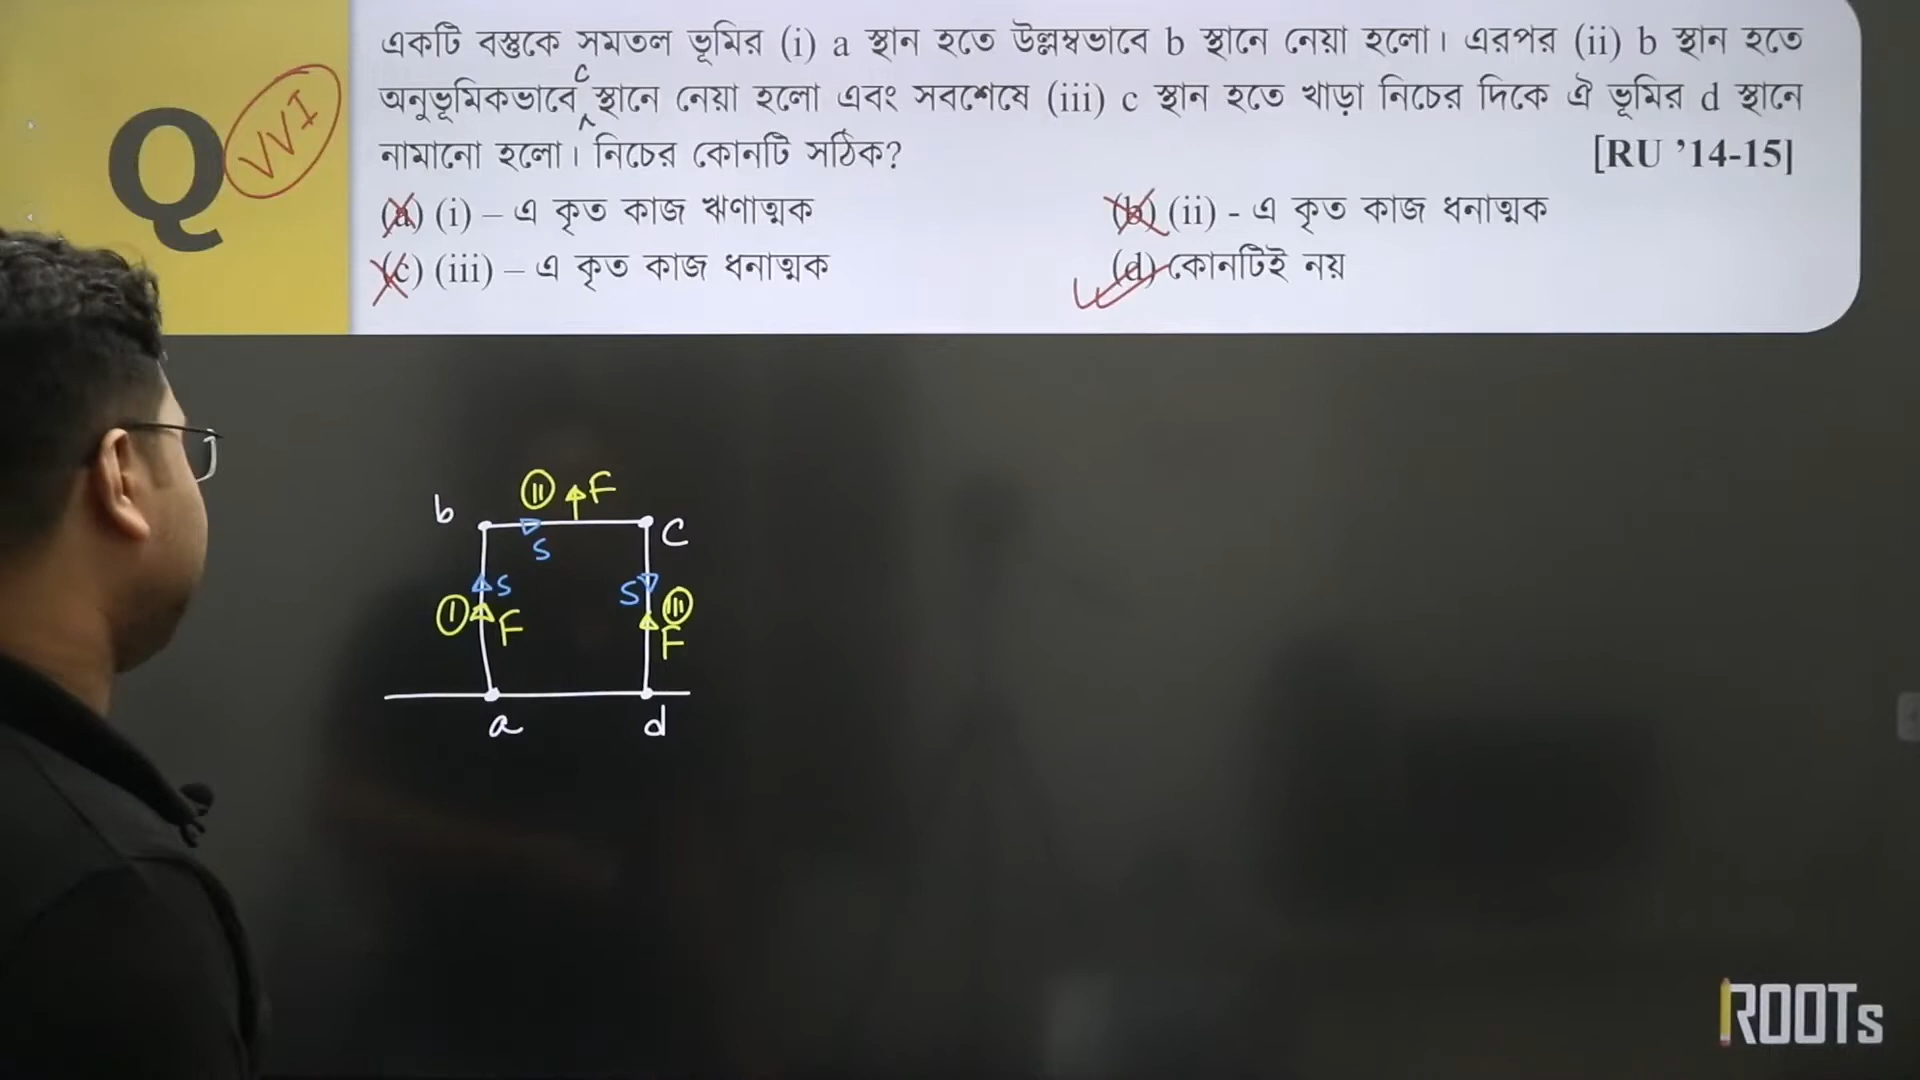 একটি বস্তুকে সমতল ভূমির (i) a স্থান হতে উল্লম্বভাবে b স্থানে নেয়া হলো। এরপর (ii) b স্থান হতে
c
অনুভূমিকভাবে স্থানে নেয়া হলো এবং সবশেষে (iii) c স্থান হতে খাড়া নিচের দিকে ঐ ভূমির d স্থানে
নামানো হলো। নিচের কোনটি সঠিক? [RU ’14-15]
Q
VVI
(a) (i) – এ কৃত কাজ ঋণাত্মক (b) (ii) - এ কৃত কাজ ধনাত্মক
(c) (iii) – এ কৃত কাজ ধনাত্মক (d) কোনটিই নয়
II F
b C
S
S S
I F III F
a d
ROOTs